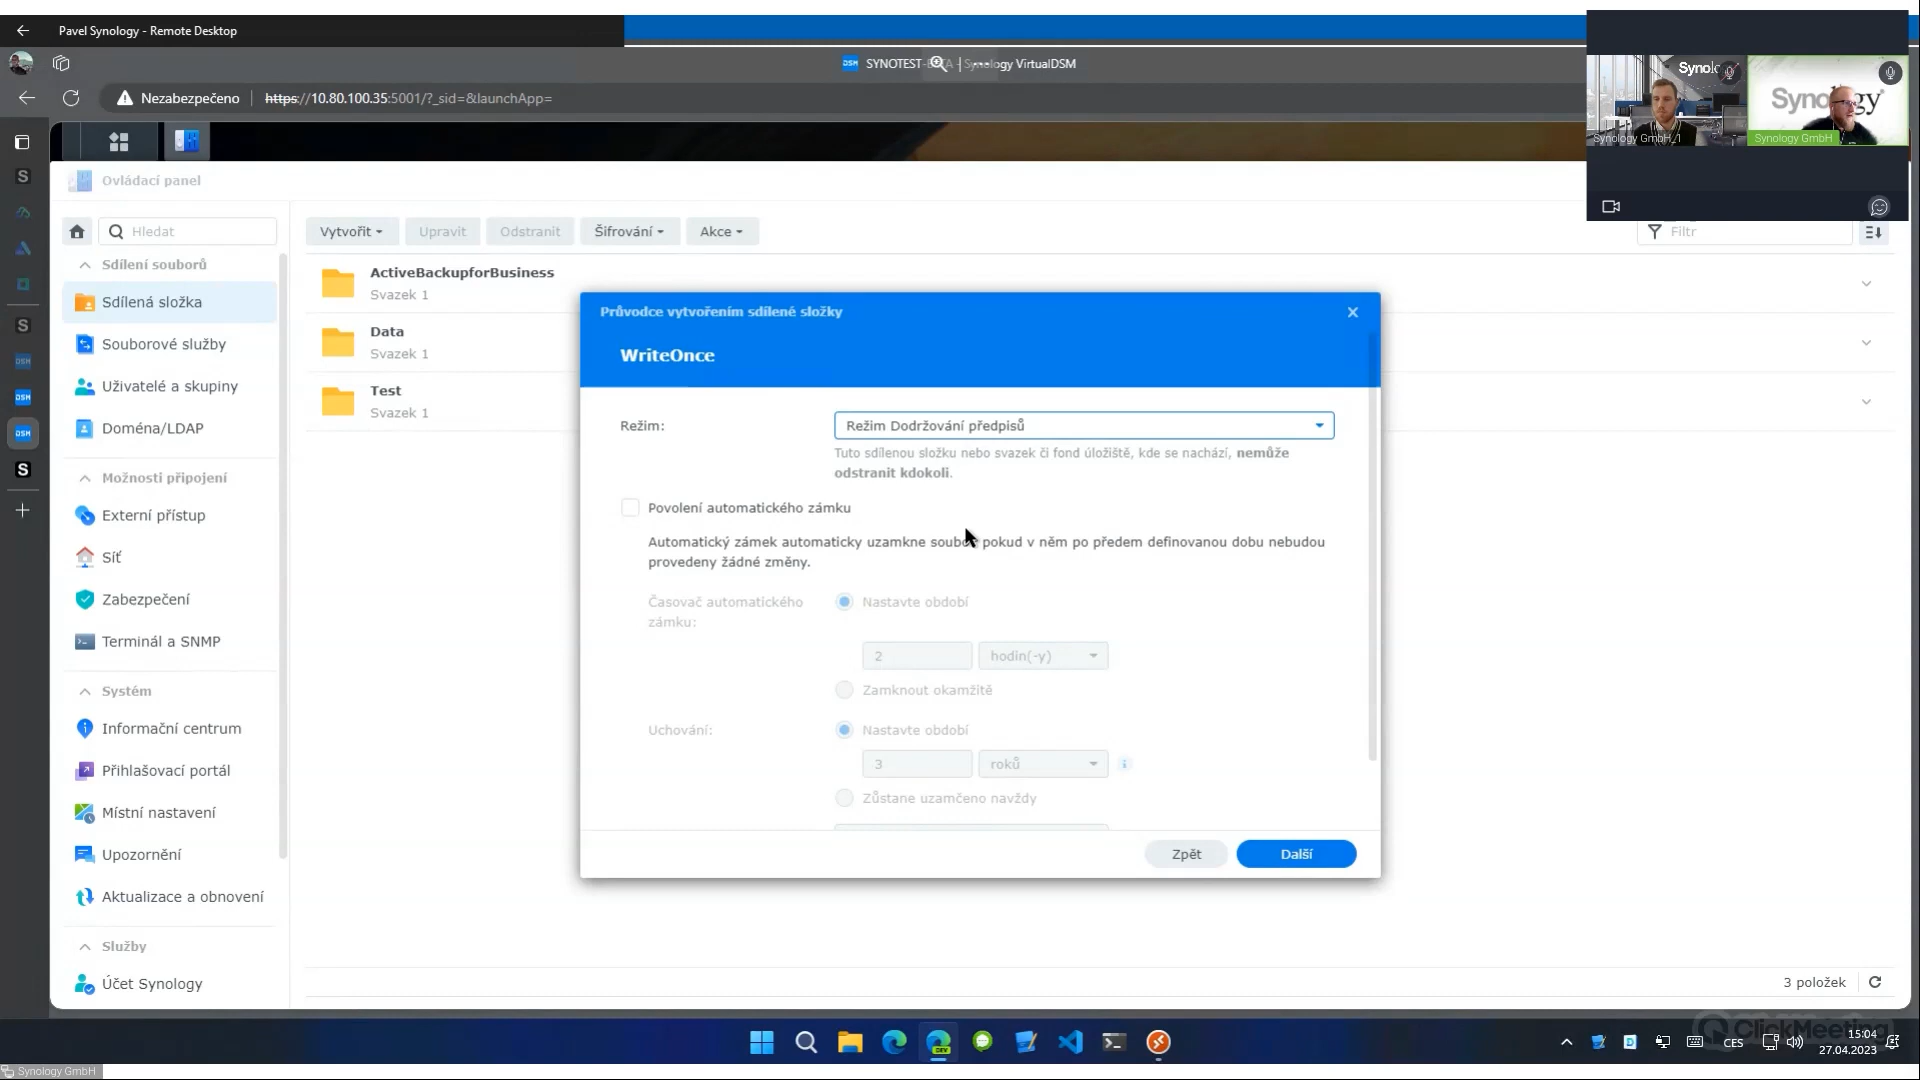 Pavel Synology - Remote Desktop
SYNOTEST
Synology VirtualDSM
Nezabezpečeno
https://10.80.100.35:5001/?_sid=&launchApp=
Synology
Synology GmbH_1
Synology GmbH
Ovládací panel
Hledat
Sdílení souborů
Sdílená složka
Souborové služby
Uživatelé a skupiny
Doména/LDAP
Možnosti připojení
Externí přístup
Síť
Zabezpečení
Terminál a SNMP
Systém
Informační centrum
Přihlašovací portál
Místní nastavení
Upozornění
Aktualizace a obnovení
Služby
Účet Synology
Vytvořit
Upravit
Odstranit
Šifrování
Akce
Filtr
ActiveBackupforBusiness
Svazek 1
Data
Svazek 1
Test
Svazek 1
Průvodce vytvořením sdílené složky
WriteOnce
Režim:
Režim Dodržování předpisů
Tuto sdílenou složku nebo svazek či fond úložiště, kde se nachází, nemůže
odstranit kdokoli.
Povolení automatického zámku
Automatický zámek automaticky uzamkne soubor pokud v něm po předem definovanou dobu nebudou
provedeny žádné změny.
Časovač automatického
zámku:
Nastavte období
2
hodin(-y)
Zamknout okamžitě
Uchování:
Nastavte období
3
roků
Zůstane uzamčeno navždy
Zpět
Další
3 položek
ClickMeeting
CES
15:04
27.04.2023
Synology GmbH